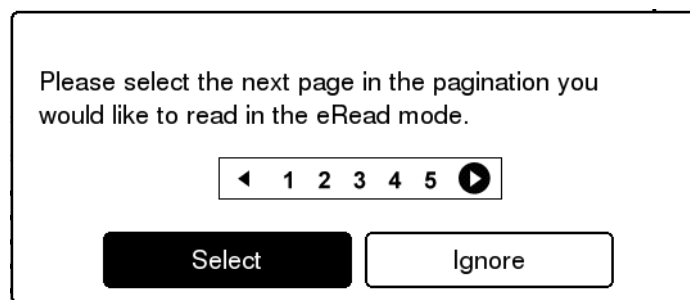 Please select the next page in the pagination you
would like to read in the eRead mode.
1 2 3 4 5
Select
Ignore